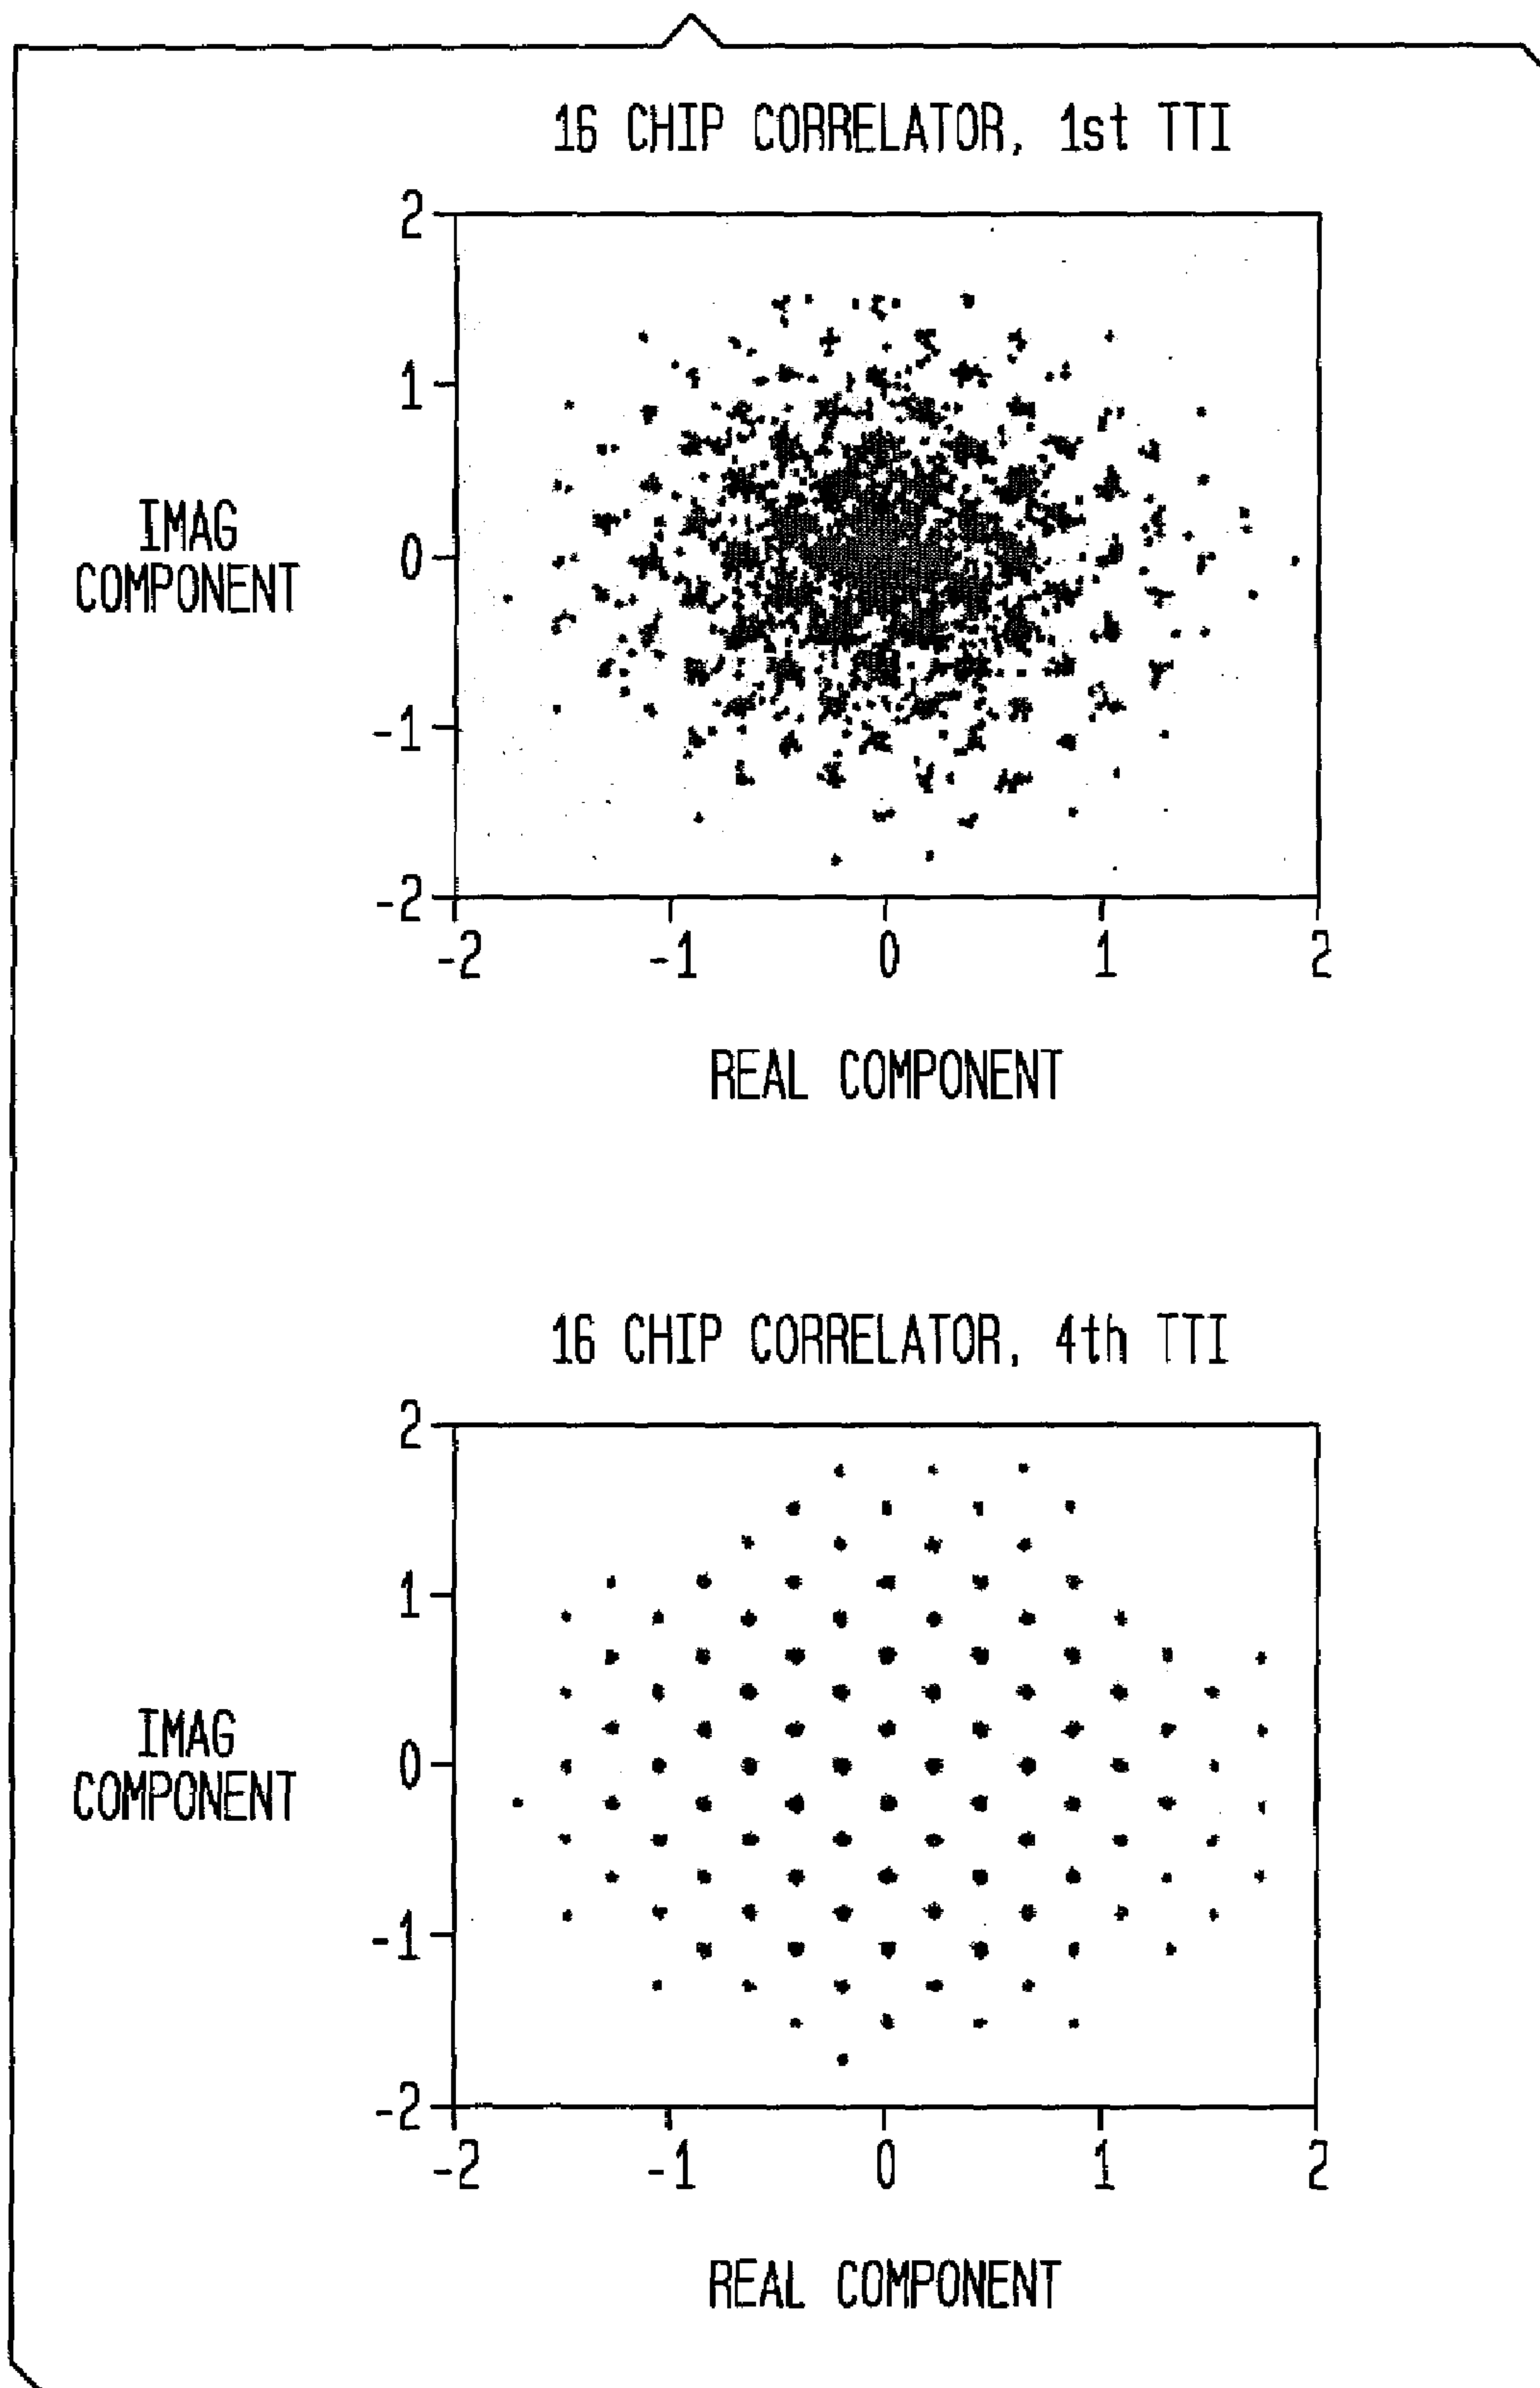 16 CHIP CORRELATOR, 1st TTI
2
1
0
-1
-2
IMAG
COMPONENT
-2 -1 0 1 2
REAL COMPONENT
16 CHIP CORRELATOR, 4th TTI
2
1
0
-1
-2
IMAG
COMPONENT
-2 -1 0 1 2
REAL COMPONENT